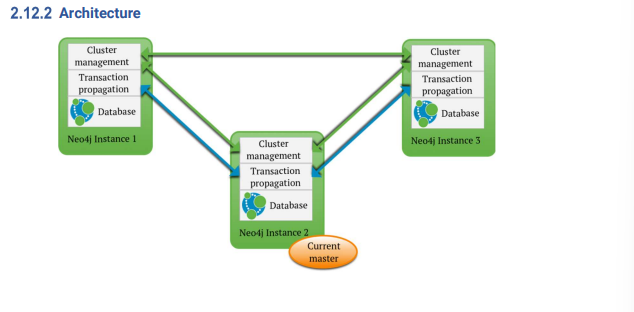 2.12.2 Architecture
Cluster
management
Transaction
propagation
Database
Neo4j Instance 1
Cluster
management
Transaction
propagation
Database
Neo4j Instance 3
Cluster
management
Transaction
propagation
Database
Neo4j Instance 2
Current
master